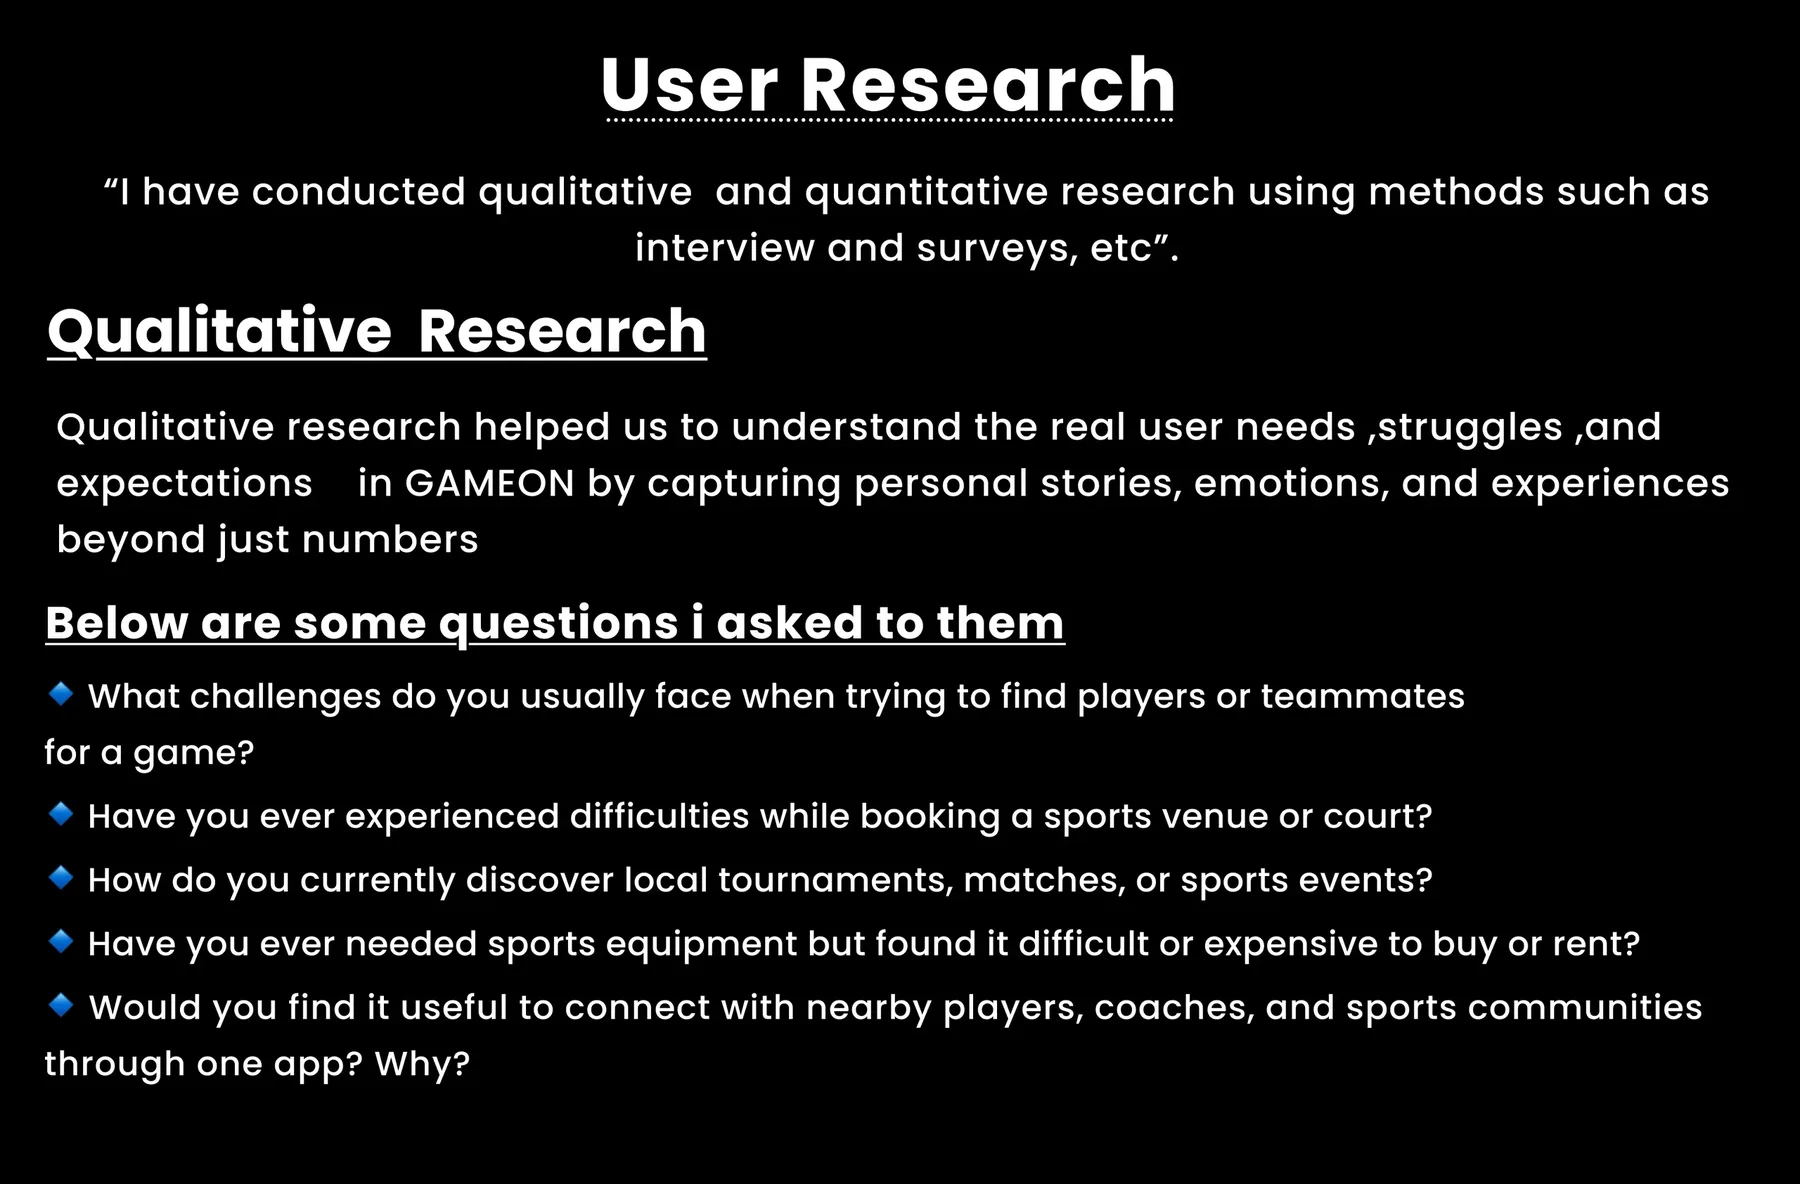 User Research
“I have conducted qualitative  and quantitative research using methods such as
interview and surveys, etc”.
Qualitative  Research
Qualitative research helped us to understand the real user needs ,struggles ,and
expectations    in GAMEON by capturing personal stories, emotions, and experiences
beyond just numbers
Below are some questions i asked to them
🔹 What challenges do you usually face when trying to find players or teammates
for a game?
🔹 Have you ever experienced difficulties while booking a sports venue or court?
🔹 How do you currently discover local tournaments, matches, or sports events?
🔹 Have you ever needed sports equipment but found it difficult or expensive to buy or rent?
🔹 Would you find it useful to connect with nearby players, coaches, and sports communities
through one app? Why?